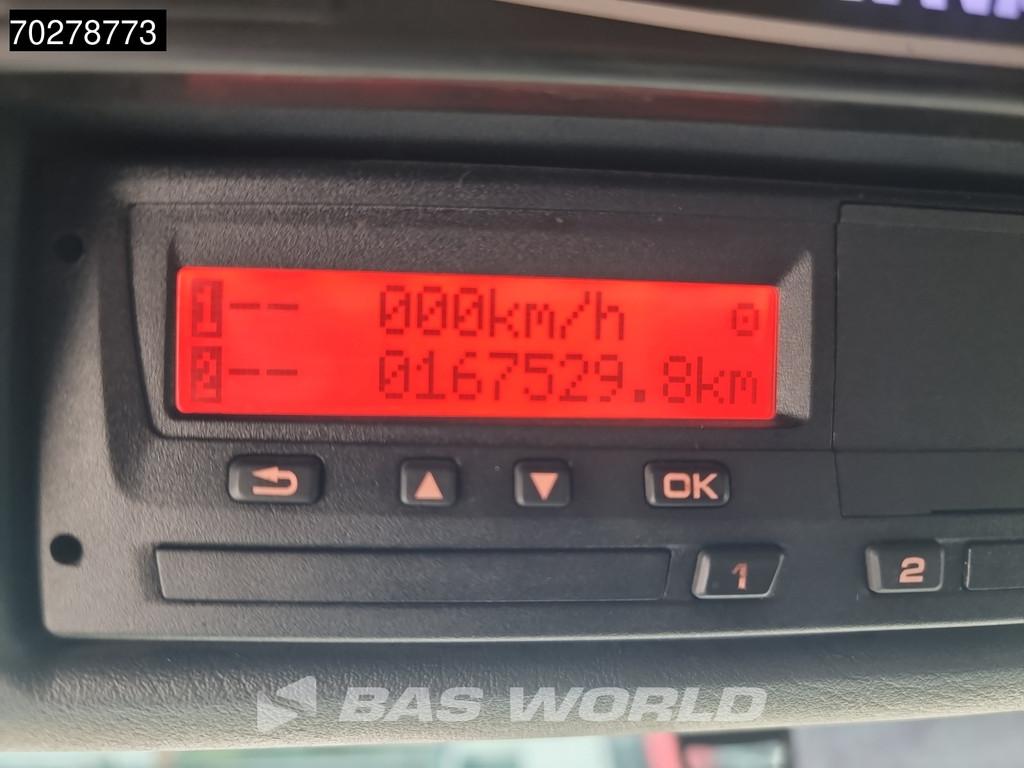 70278773
1-- 000km/h
2-- 0167529.8km
OK
1
2
BAS WORLD